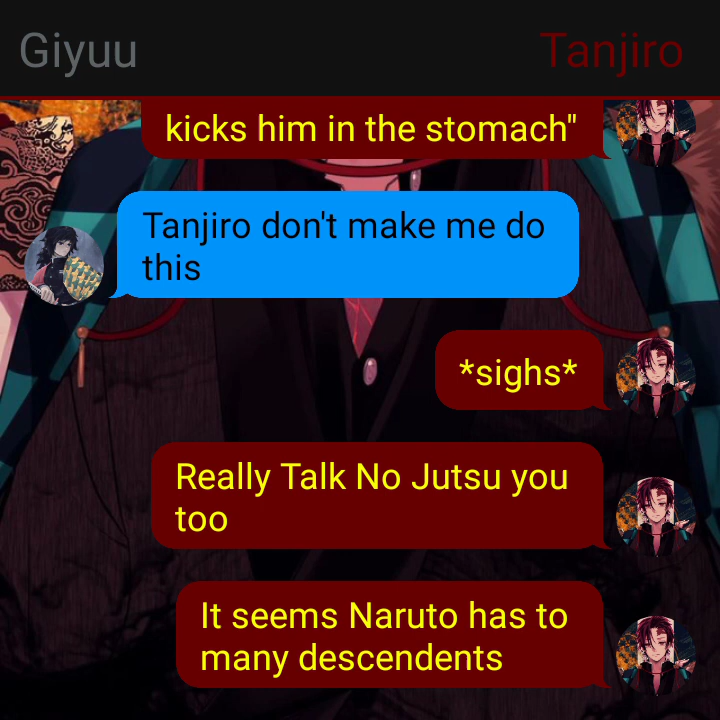 Giyuu
Tanjiro
kicks him in the stomach"
Tanjiro don't make me do
this
*sighs*
Really Talk No Jutsu you
too
It seems Naruto has to
many descendents